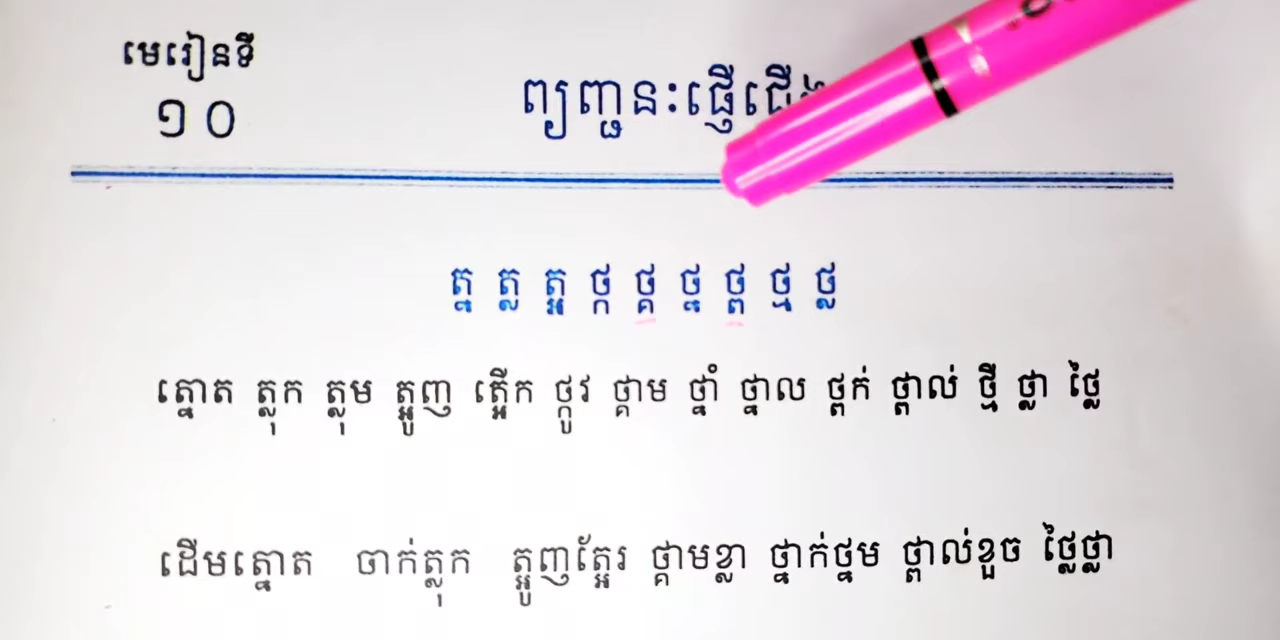 មេរៀនទី
១០
ព្យញ្ជនៈផ្ញើជើង
ត្ន ត្ល ត្អ ថ្ក ថ្គ ថ្ន ថ្ព ថ្ម ថ្ល
ត្នោត ត្លុក ត្លុម ត្អូញ ត្អើក ថ្កូវ ថ្គាម ថ្នាំ ថ្នាល ថ្ពក់ ថ្ពាល់ ថ្មី ថ្លា ថ្លៃ
ដើមត្នោត ចាក់ត្លុក ត្អូញត្អែរ ថ្គាមខ្លា ថ្នាក់ថ្នម ថ្ពាល់ខួច ថ្លៃថ្លា